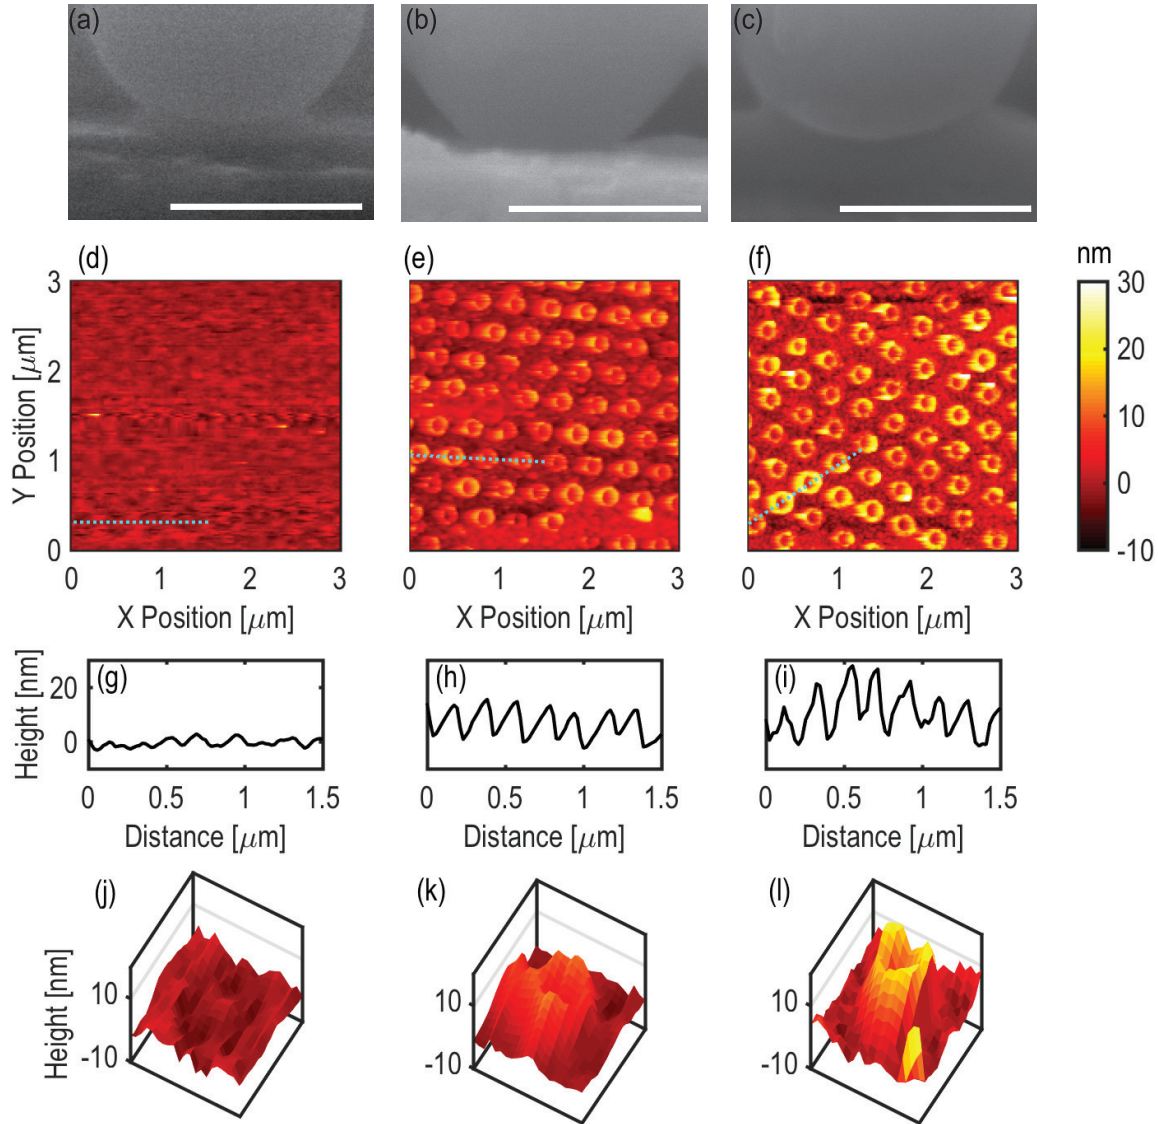 (a) (b) (c)
(d) (e) (f) nm
3 30
2 20
Y Position [μm] 10
1 0
0 -10
0 1 2 3 0 1 2 3 0 1 2 3
X Position [μm] X Position [μm] X Position [μm]
(g) (h) (i)
20
Height [nm]
0
0 0.5 1 1.5 0 0.5 1 1.5 0 0.5 1 1.5
Distance [μm] Distance [μm] Distance [μm]
(j) (k) (l)
Height [nm]
10 10 10
-10 -10 -10